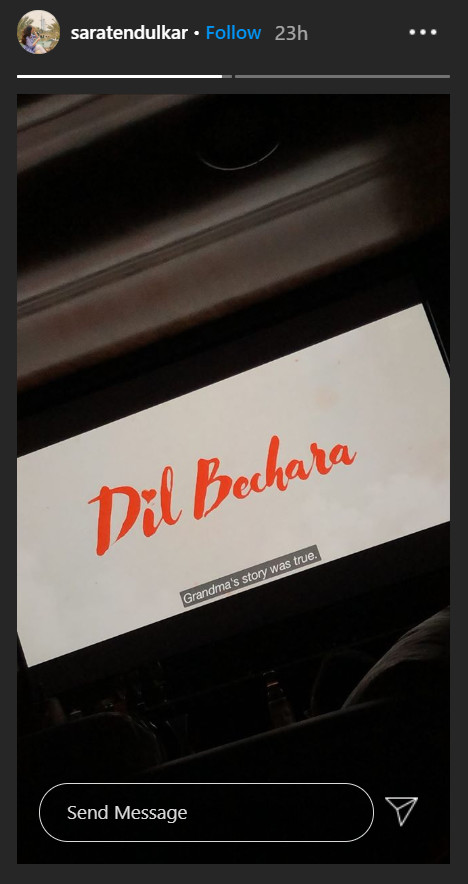 saratendulkar • Follow 23h
Dil Bechara
Grandma's story was true.
Send Message